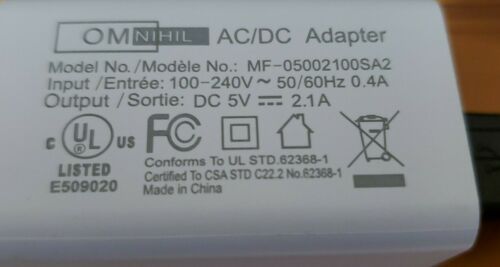 OMNIHIL AC/DC Adapter
Model No./Modèle No.: MF-05002100SA2
Input /Entrée: 100-240V ~ 50/60Hz 0.4A
Output /Sortie: DC 5V ⎓ 2.1A
c UL US FC
LISTED
E509020
Conforms To UL STD.62368-1
Certified To CSA STD C22.2 No.62368-1
Made in China